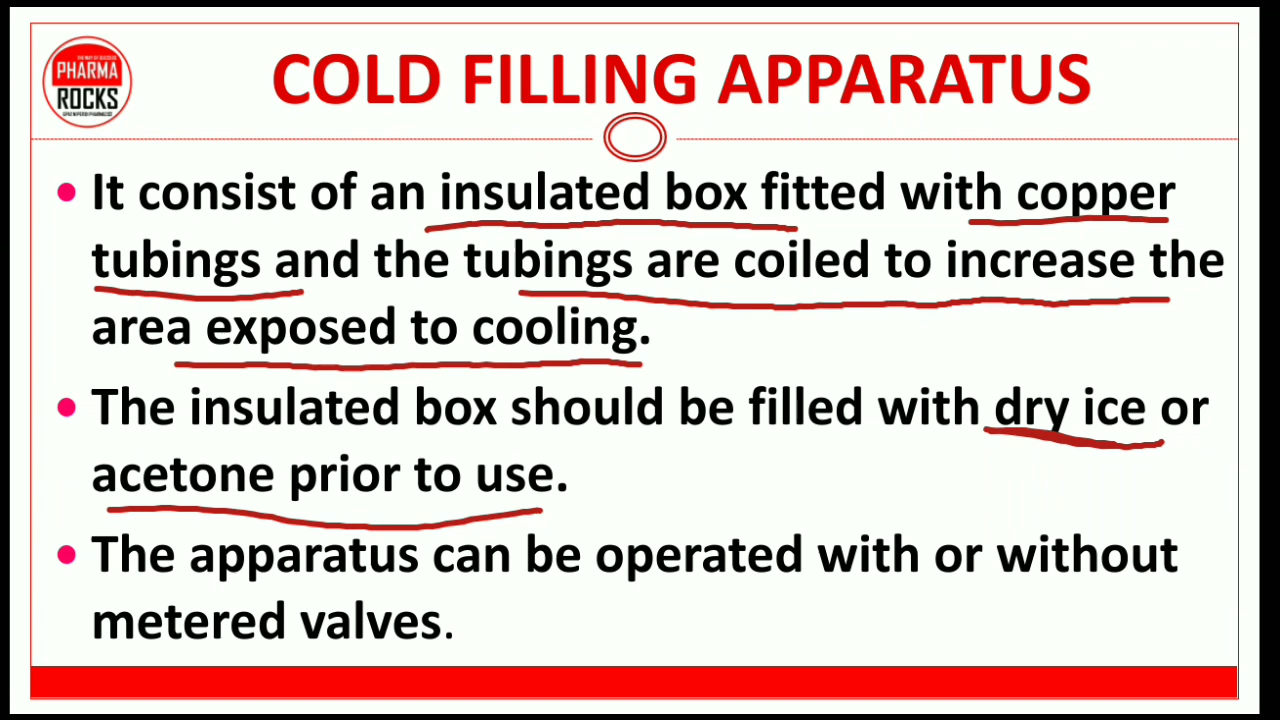 PHARMA
ROCKS
COLD FILLING APPARATUS
• It consist of an insulated box fitted with copper
tubings and the tubings are coiled to increase the
area exposed to cooling.
• The insulated box should be filled with dry ice or
acetone prior to use.
• The apparatus can be operated with or without
metered valves.